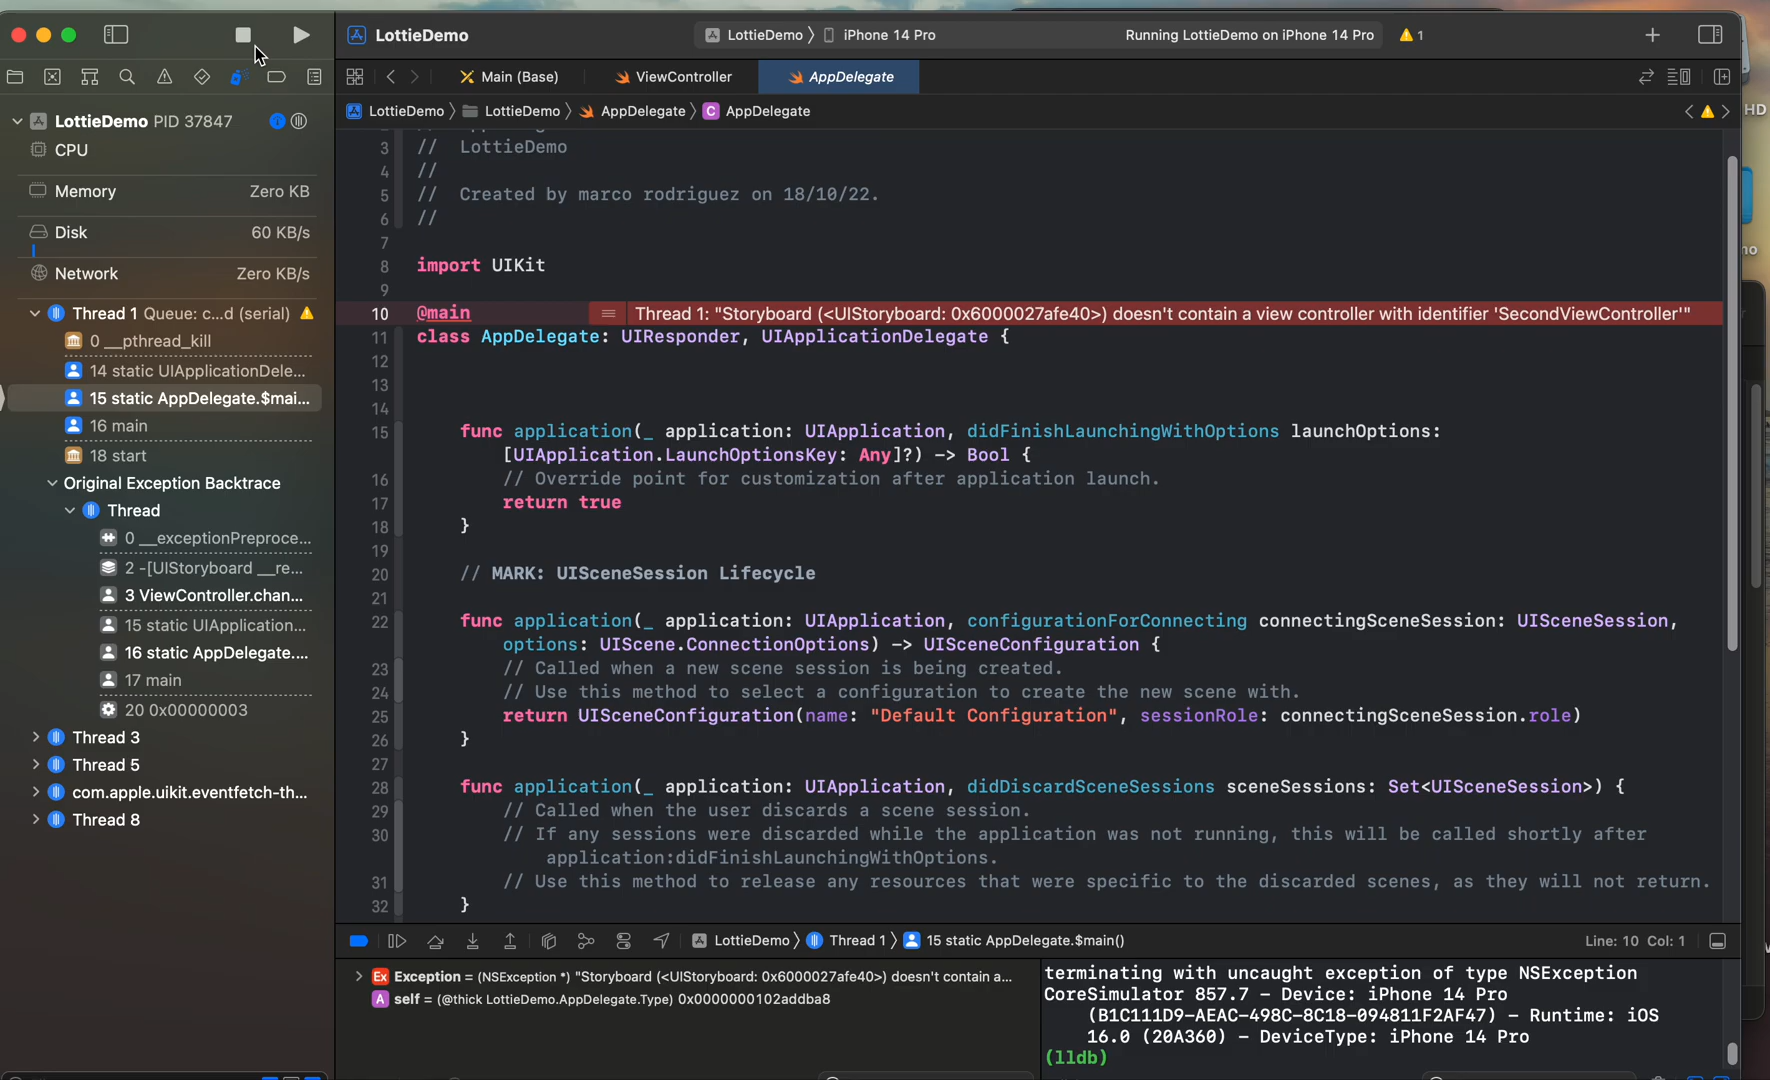 LottieDemo
LottieDemo 〉 iPhone 14 Pro
Running LottieDemo on iPhone 14 Pro
1
Main (Base)
ViewController
AppDelegate
LottieDemo 〉 LottieDemo 〉 AppDelegate 〉 C AppDelegate
HD
LottieDemo PID 37847
CPU
Memory Zero KB
Disk 60 KB/s
Network Zero KB/s
Thread 1 Queue: c...d (serial)
0 __pthread_kill
14 static UIApplicationDele...
15 static AppDelegate.$mai...
16 main
18 start
Original Exception Backtrace
Thread
0 __exceptionPreproce...
2 -[UIStoryboard __re...
3 ViewController.chan...
15 static UIApplication...
16 static AppDelegate....
17 main
20 0x00000003
Thread 3
Thread 5
com.apple.uikit.eventfetch-th...
Thread 8
3 // LottieDemo
4 //
5 // Created by marco rodriguez on 18/10/22.
6 //
7
8 import UIKit
9
10 @main
Thread 1: "Storyboard (<UIStoryboard: 0x6000027afe40>) doesn't contain a view controller with identifier 'SecondViewController'"
11 class AppDelegate: UIResponder, UIApplicationDelegate {
12
13
14
15 func application(_ application: UIApplication, didFinishLaunchingWithOptions launchOptions:
[UIApplication.LaunchOptionsKey: Any]?) -> Bool {
16 // Override point for customization after application launch.
17 return true
18 }
19
20 // MARK: UISceneSession Lifecycle
21
22 func application(_ application: UIApplication, configurationForConnecting connectingSceneSession: UISceneSession,
options: UIScene.ConnectionOptions) -> UISceneConfiguration {
23 // Called when a new scene session is being created.
24 // Use this method to select a configuration to create the new scene with.
25 return UISceneConfiguration(name: "Default Configuration", sessionRole: connectingSceneSession.role)
26 }
27
28 func application(_ application: UIApplication, didDiscardSceneSessions sceneSessions: Set<UISceneSession>) {
29 // Called when the user discards a scene session.
30 // If any sessions were discarded while the application was not running, this will be called shortly after
application:didFinishLaunchingWithOptions.
31 // Use this method to release any resources that were specific to the discarded scenes, as they will not return.
32 }
LottieDemo 〉 Thread 1 〉 15 static AppDelegate.$main()
Line: 10 Col: 1
Ex Exception = (NSException *) "Storyboard (<UIStoryboard: 0x6000027afe40>) doesn't contain a...
A self = (@thick LottieDemo.AppDelegate.Type) 0x0000000102addba8
terminating with uncaught exception of type NSException
CoreSimulator 857.7 - Device: iPhone 14 Pro
(B1C111D9-AEAC-498C-8C18-094811F2AF47) - Runtime: iOS
16.0 (20A360) - DeviceType: iPhone 14 Pro
(lldb)